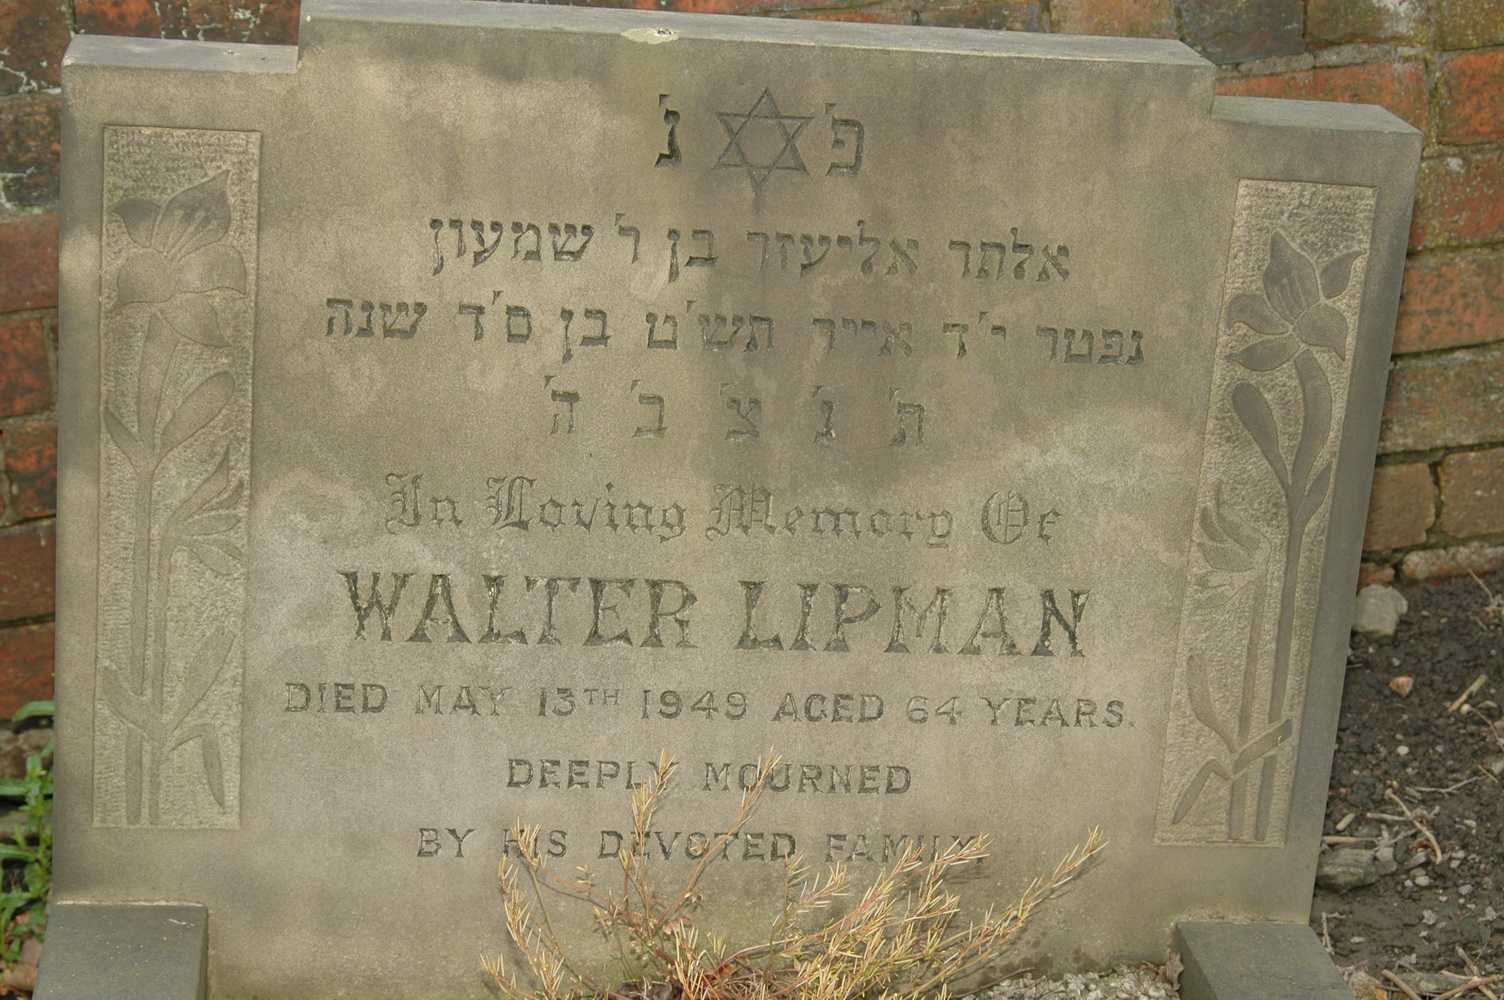 פ' נ'
אלתר אליעזר בן ר' שמעון
נפטר י'ד אייר תש'ט בן ס'ד שנה
ת' נ' צ' ב' ה'
In Loving Memory Of
WALTER LIPMAN
DIED MAY 13TH 1949 AGED 64 YEARS.
DEEPLY MOURNED
BY HIS DEVOTED FAMILY